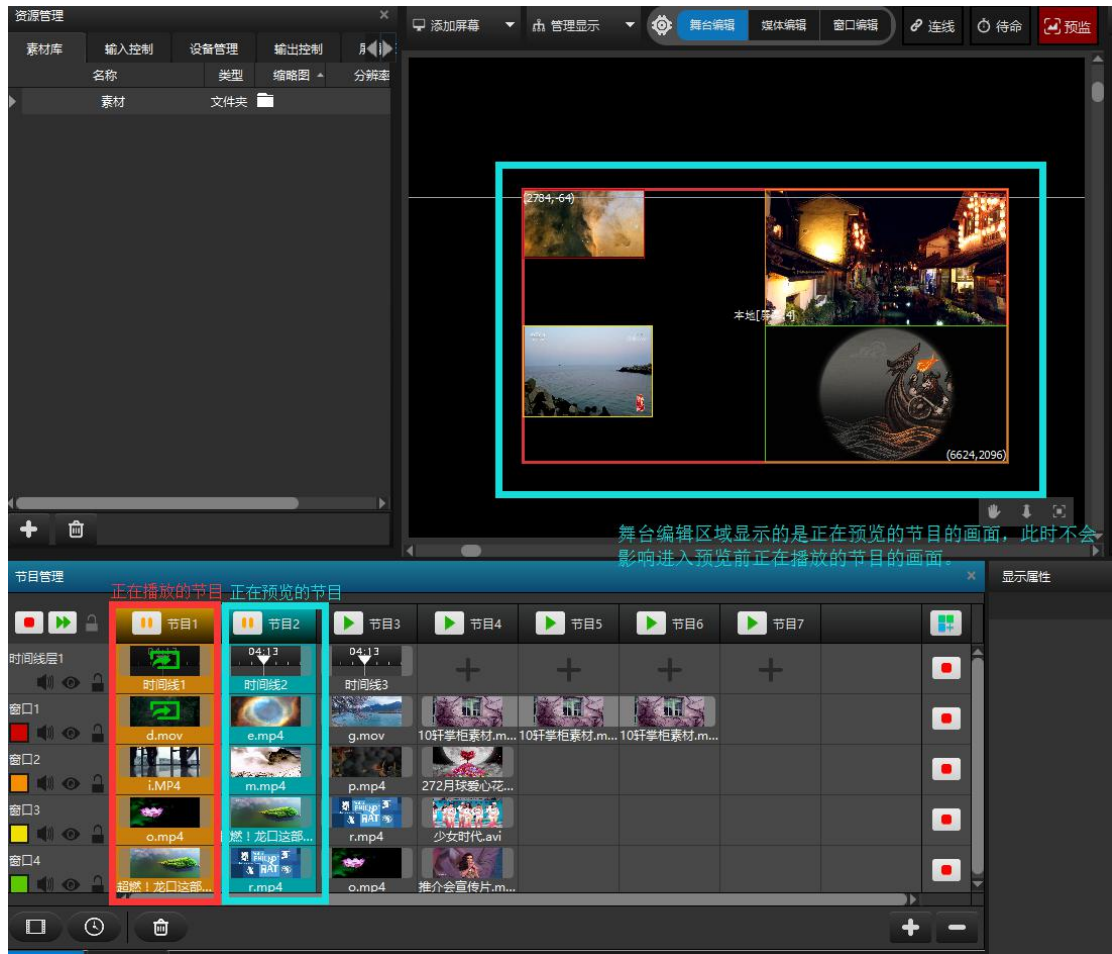 资源管理
添加屏幕 管理显示 舞台编辑 媒体编辑 窗口编辑 连线 待命 预监
素材库 输入控制 设备管理 输出控制
名称 类型 缩略图 分辨率
素材 文件夹
(2784,-64)
本地[屏幕:4]
(6624,2096)
舞台编辑区域显示的是正在预览的节目的画面，此时不会
影响进入预览前正在播放的节目的画面。
节目管理 显示属性
正在播放的节目 正在预览的节目
节目1 节目2 节目3 节目4 节目5 节目6 节目7
04:13 04:13 04:13
时间线层1
时间线1 时间线2 时间线3
窗口1
d.mov e.mp4 g.mov 10轩掌柜素材.m... 10轩掌柜素材.m... 10轩掌柜素材.m...
窗口2
i.MP4 m.mp4 p.mp4 272月球爱心花...
窗口3
o.mp4 燃！龙口这部... r.mp4 少女时代.avi
窗口4
超燃！龙口这部... r.mp4 o.mp4 推介会宣传片.m...